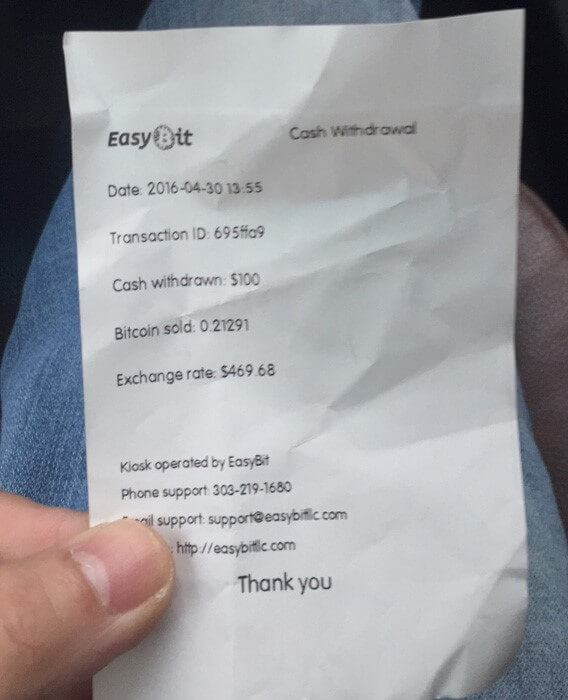 EasyBit Cash Withdrawal
Date: 2016-04-30 13:55
Transaction ID: 695ffa9
Cash withdrawn: $100
Bitcoin sold: 0.21291
Exchange rate: $469.68
Kiosk operated by EasyBit
Phone support: 303-219-1680
support: support@easybitllc.com
: http://easybitllc.com
Thank you